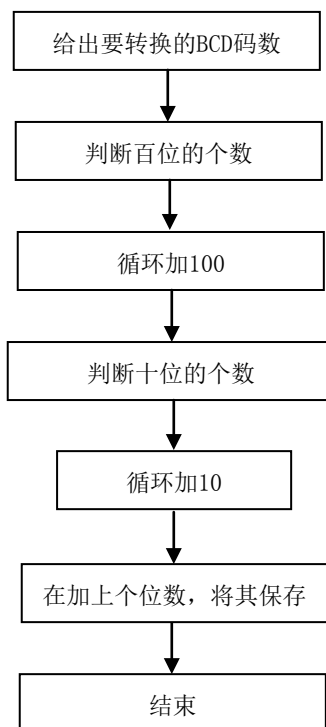 给出要转换的BCD码数
判断百位的个数
循环加100
判断十位的个数
循环加10
在加上个位数，将其保存
结束